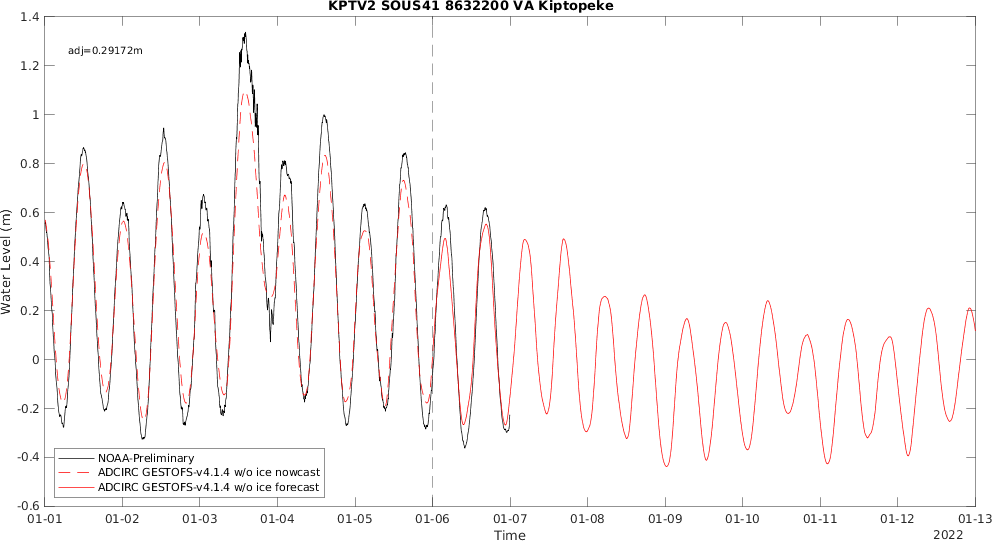 KPTV2 SOUS41 8632200 VA Kiptopeke
adj=0.29172m
Water Level (m)
1.4
1.2
1
0.8
0.6
0.4
0.2
0
-0.2
-0.4
-0.6
NOAA-Preliminary
ADCIRC GESTOFS-v4.1.4 w/o ice nowcast
ADCIRC GESTOFS-v4.1.4 w/o ice forecast
01-01 01-02 01-03 01-04 01-05 01-06 01-07 01-08 01-09 01-10 01-11 01-12 01-13
Time
2022